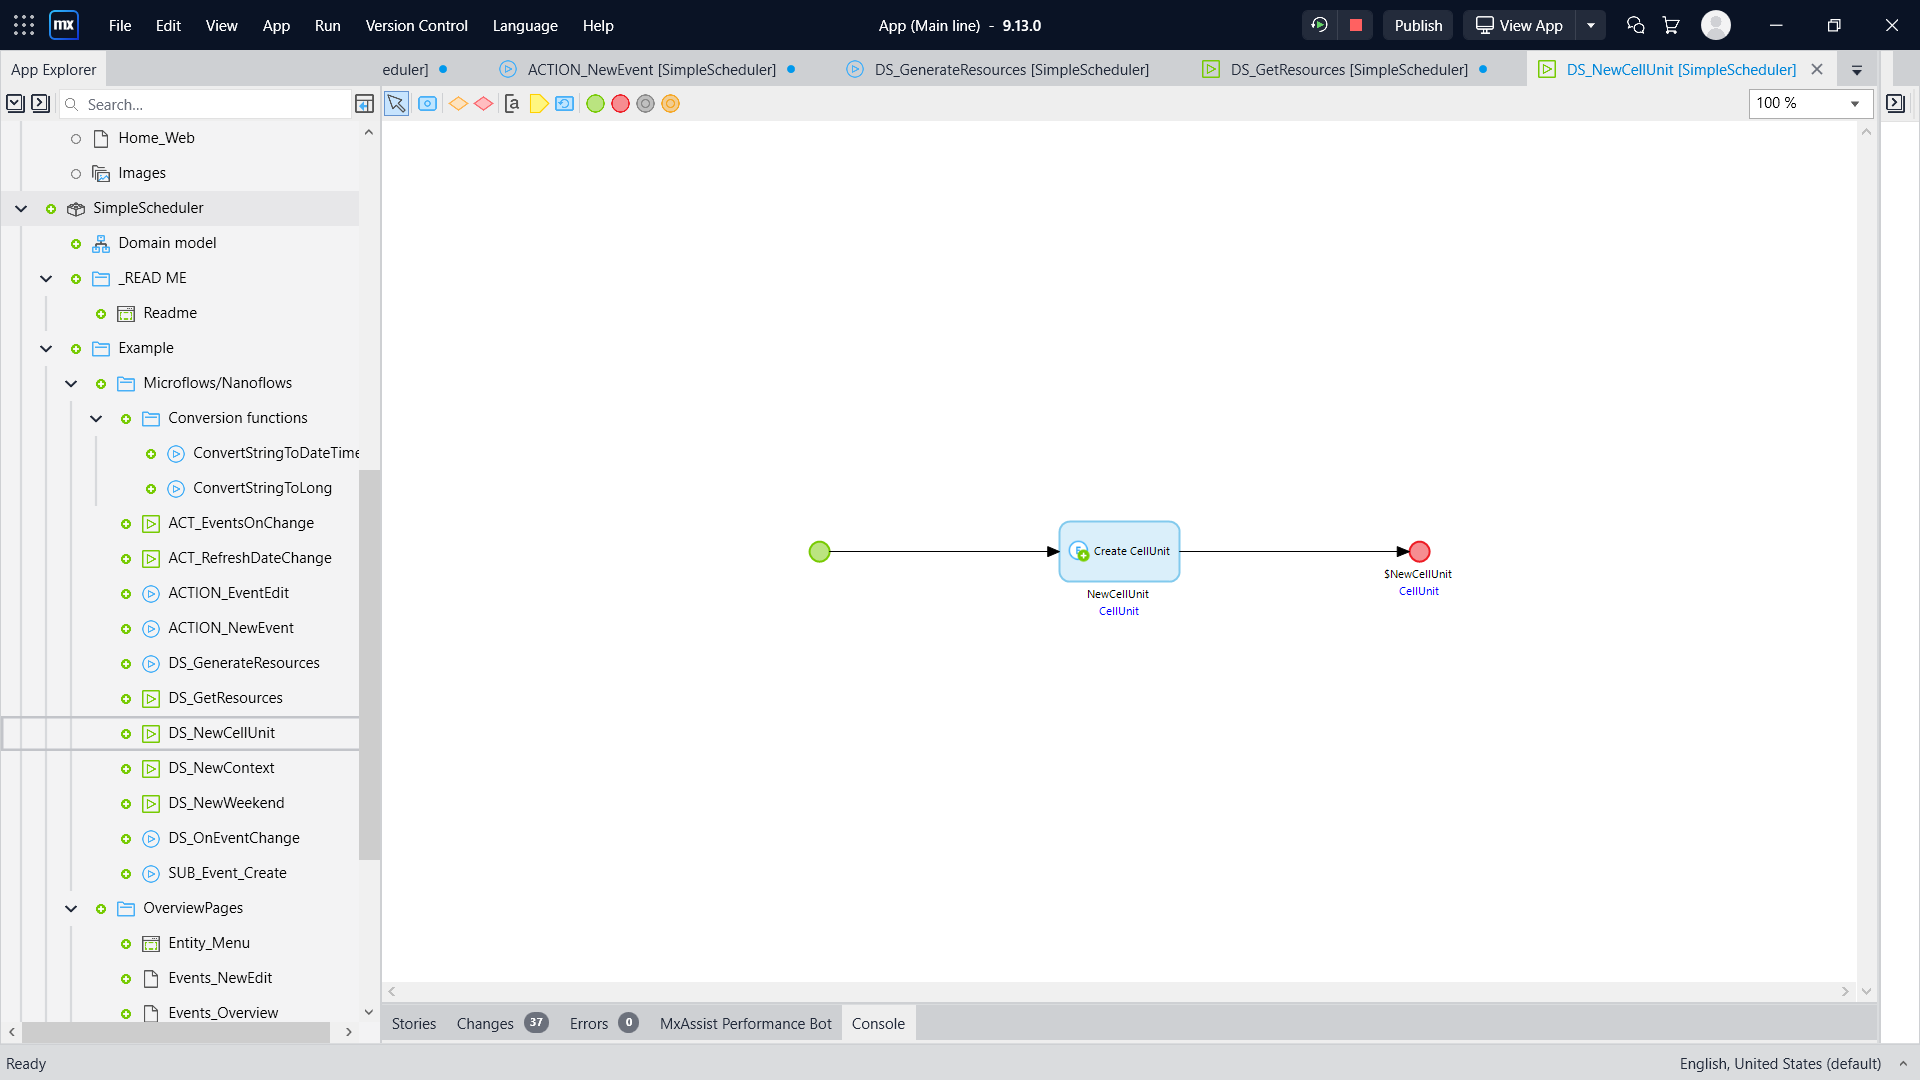 mx File Edit View App Run Version Control Language Help App (Main line) - 9.13.0 Publish View App
App Explorer eduler] ACTION_NewEvent [SimpleScheduler] DS_GenerateResources [SimpleScheduler] DS_GetResources [SimpleScheduler] DS_NewCellUnit [SimpleScheduler]
Search... [a 100 %
Home_Web
Images
SimpleScheduler
Domain model
_READ ME
Readme
Example
Microflows/Nanoflows
Conversion functions
ConvertStringToDateTime
ConvertStringToLong
ACT_EventsOnChange
ACT_RefreshDateChange
ACTION_EventEdit
ACTION_NewEvent
DS_GenerateResources
DS_GetResources
DS_NewCellUnit
DS_NewContext
DS_NewWeekend
DS_OnEventChange
SUB_Event_Create
OverviewPages
Entity_Menu
Events_NewEdit
Events_Overview
E Create CellUnit
NewCellUnit
CellUnit
$NewCellUnit
CellUnit
Stories Changes 37 Errors 0 MxAssist Performance Bot Console
Ready English, United States (default)